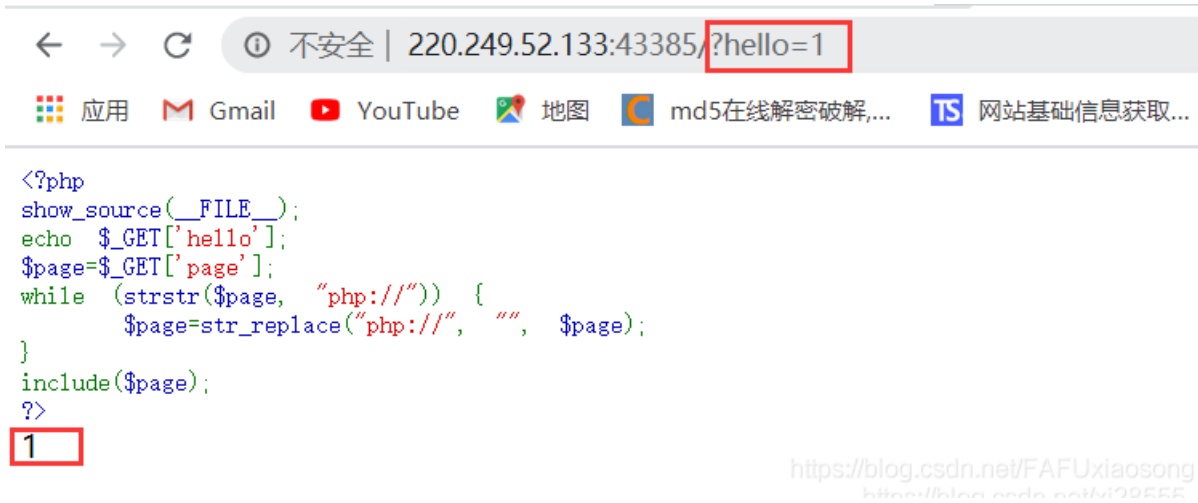 不安全 | 220.249.52.133:43385/?hello=1
应用 Gmail YouTube 地图 md5在线解密破解,... TS 网站基础信息获取...
<?php
show_source(__FILE__);
echo $_GET['hello'];
$page=$_GET['page'];
while (strstr($page, "php://")) {
$page=str_replace("php://", "", $page);
}
include($page);
?>
1
https://blog.csdn.net/FAFUxiaosong